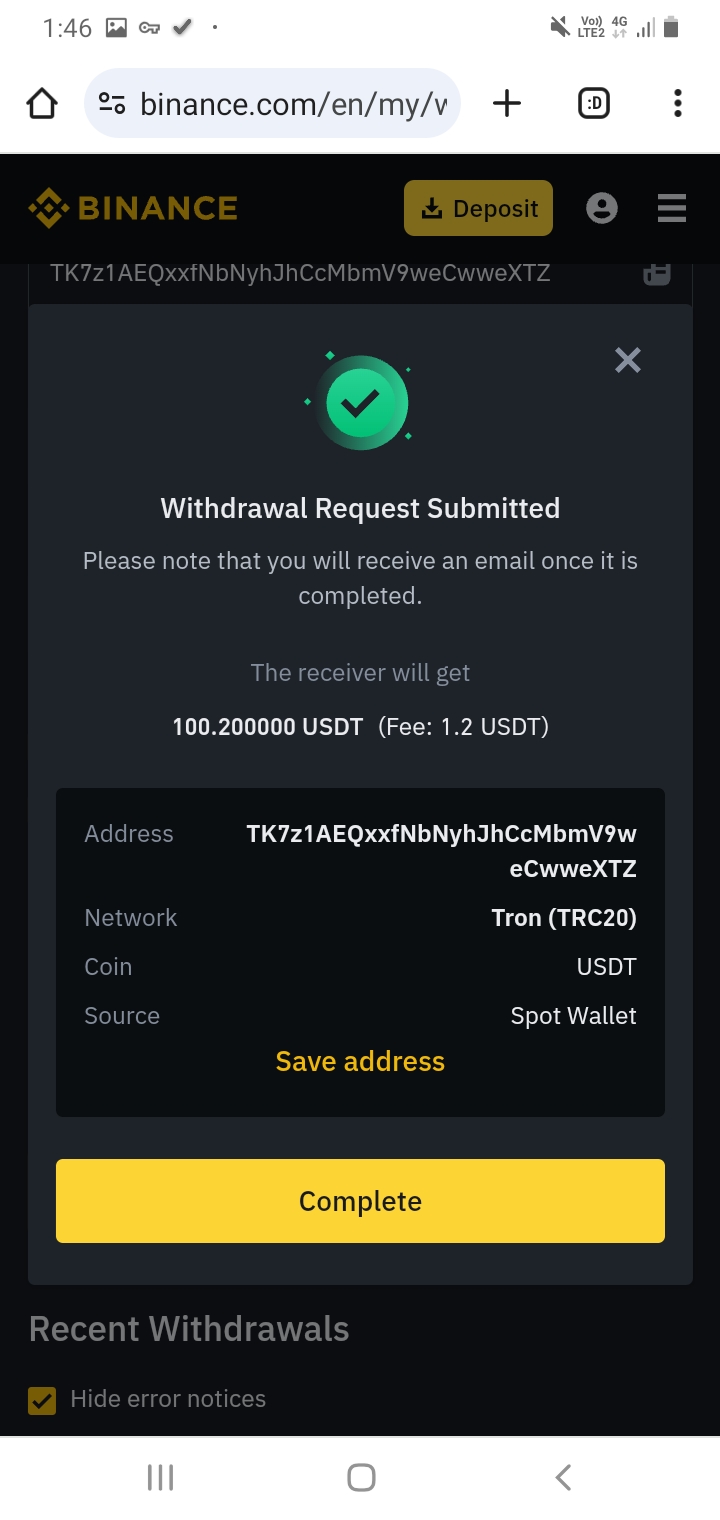 1:46
Vo)) 4G
LTE2
binance.com/en/my/w
:D
BINANCE
Deposit
TK7z1AEQxxfNbNyhJhCcMbmV9weCwweXTZ
Withdrawal Request Submitted
Please note that you will receive an email once it is
completed.
The receiver will get
100.200000 USDT (Fee: 1.2 USDT)
Address TK7z1AEQxxfNbNyhJhCcMbmV9w
eCwweXTZ
Network Tron (TRC20)
Coin USDT
Source Spot Wallet
Save address
Complete
Recent Withdrawals
Hide error notices